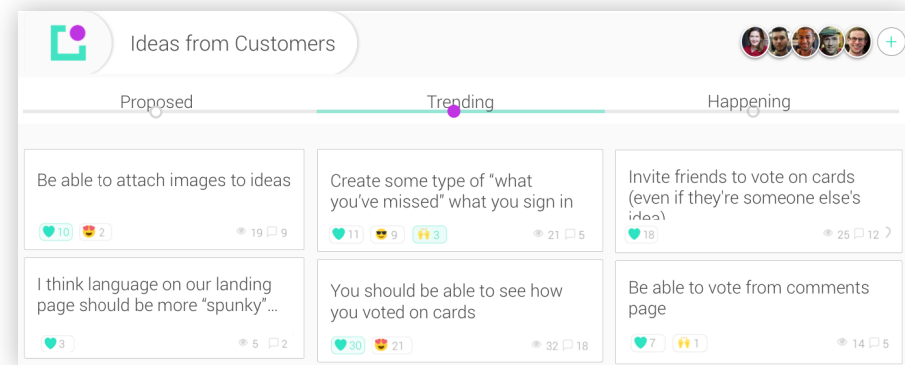 Ideas from Customers
+
Proposed
Trending
Happening
Be able to attach images to ideas
10 2 19 9
I think language on our landing
page should be more “spunky”...
3 5 2
Create some type of “what
you’ve missed” what you sign in
11 9 3 21 5
You should be able to see how
you voted on cards
30 21 32 18
Invite friends to vote on cards
(even if they're someone else's
idea)
18 25 12
Be able to vote from comments
page
7 1 14 5